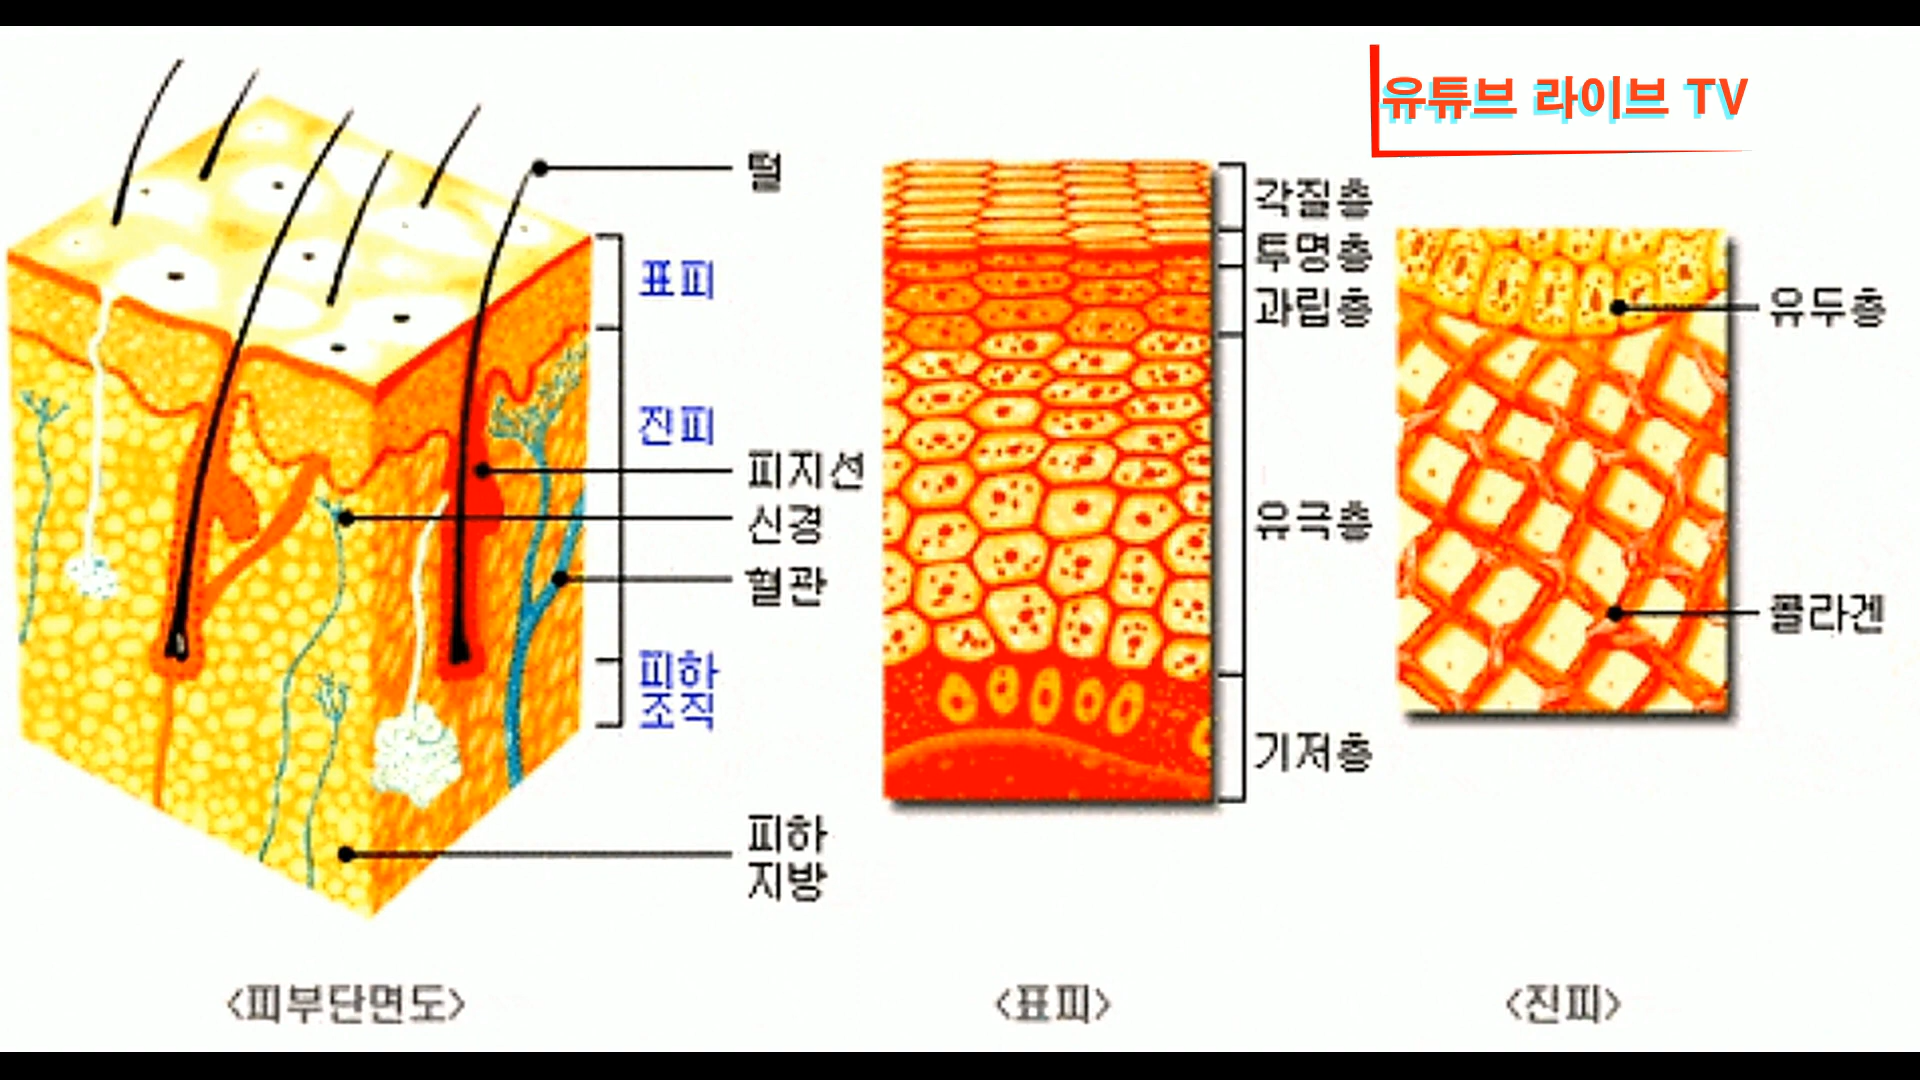 유튜브 라이브 TV
털
표피
진피
피지선
신경
혈관
피하
조직
피하
지방
<피부단면도>
각질층
투명층
과립층
유극층
기저층
<표피>
유두층
콜라겐
<진피>